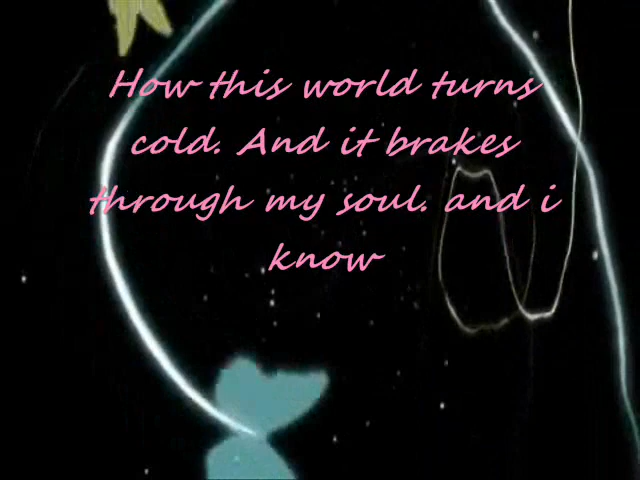 How this world turns
cold. And it brakes
through my soul. and i
know